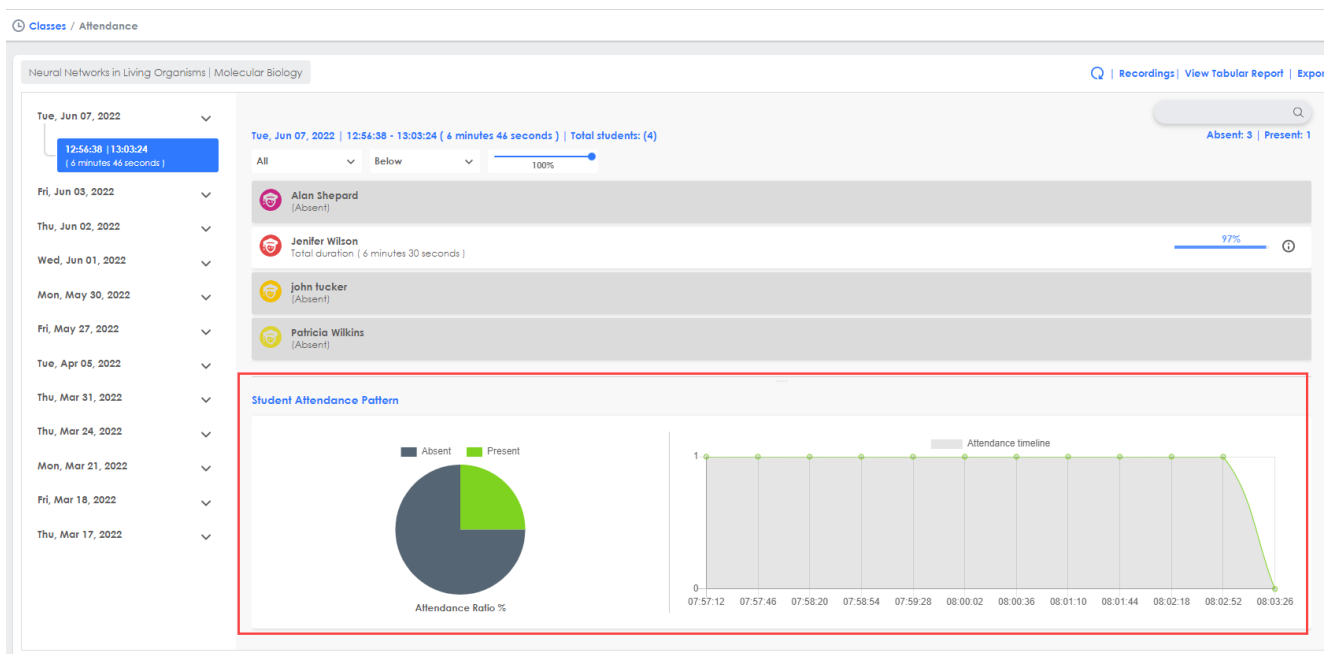 Classes / Attendance
Neural Networks in Living Organisms | Molecular Biology
| Recordings | View Tabular Report | Expor
Tue, Jun 07, 2022
12:56:38 | 13:03:24
( 6 minutes 46 seconds )
Fri, Jun 03, 2022
Thu, Jun 02, 2022
Wed, Jun 01, 2022
Mon, May 30, 2022
Fri, May 27, 2022
Tue, Apr 05, 2022
Thu, Mar 31, 2022
Thu, Mar 24, 2022
Mon, Mar 21, 2022
Fri, Mar 18, 2022
Thu, Mar 17, 2022
Tue, Jun 07, 2022 | 12:56:38 - 13:03:24 ( 6 minutes 46 seconds ) | Total students: (4)
Absent: 3 | Present: 1
All Below 100%
Alan Shepard
(Absent)
Jenifer Wilson
Total duration ( 6 minutes 30 seconds )
97%
john tucker
(Absent)
Patricia Wilkins
(Absent)
Student Attendance Pattern
Absent Present
Attendance Ratio %
Attendance timeline
1
0
07:57:12 07:57:46 07:58:20 07:58:54 07:59:28 08:00:02 08:00:36 08:01:10 08:01:44 08:02:18 08:02:52 08:03:26